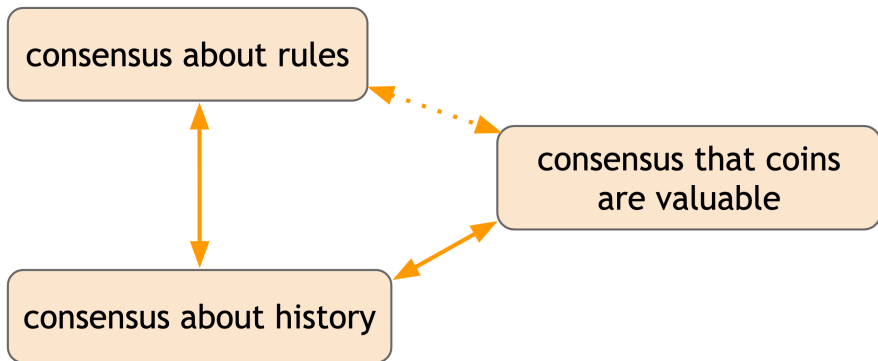 consensus about rules
consensus that coins
are valuable
consensus about history